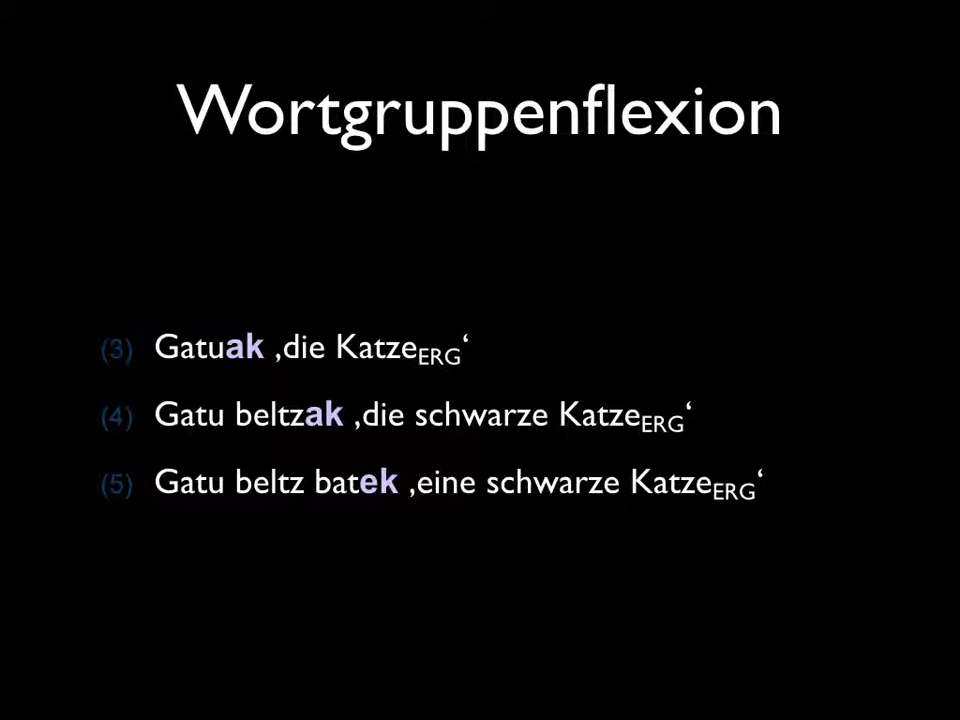 Wortgruppenflexion
(3) Gatuak ‚die KatzeERG‘
(4) Gatu beltzak ‚die schwarze KatzeERG‘
(5) Gatu beltz batek ‚eine schwarze KatzeERG‘